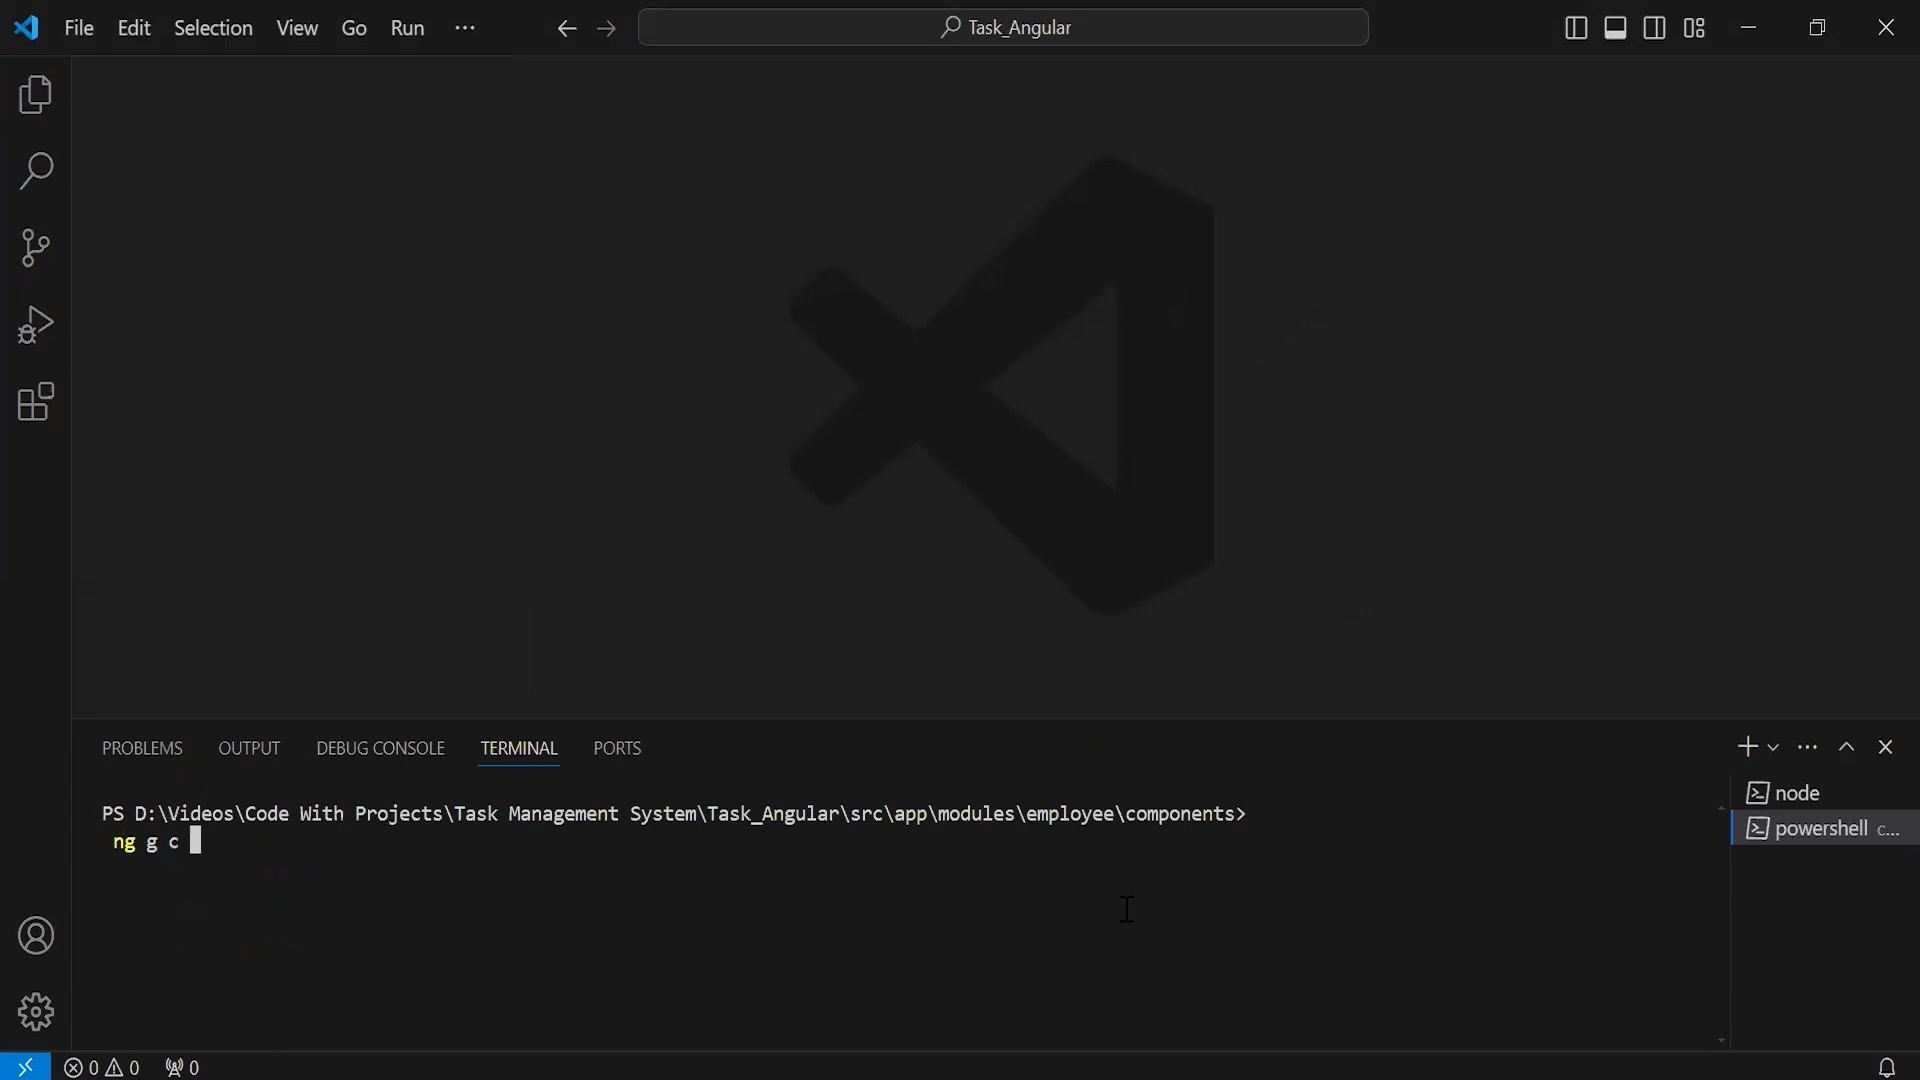 File Edit Selection View Go Run ···
Task_Angular
PROBLEMS OUTPUT DEBUG CONSOLE TERMINAL PORTS
PS D:\Videos\Code With Projects\Task Management System\Task_Angular\src\app\modules\employee\components>
ng g c
node
powershell c...
0 0 0